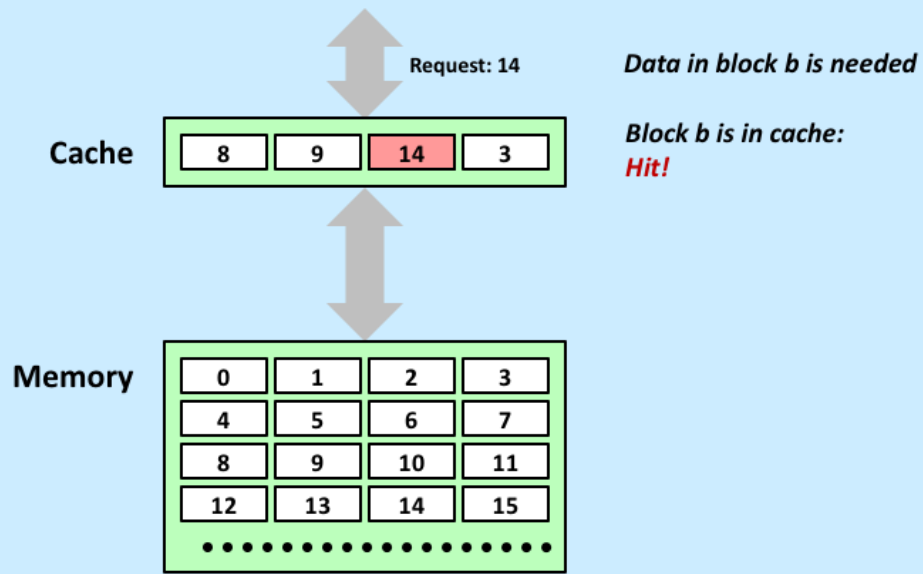 Request: 14
Data in block b is needed
Cache
8 9 14 3
Block b is in cache:
Hit!
Memory
0 1 2 3
4 5 6 7
8 9 10 11
12 13 14 15